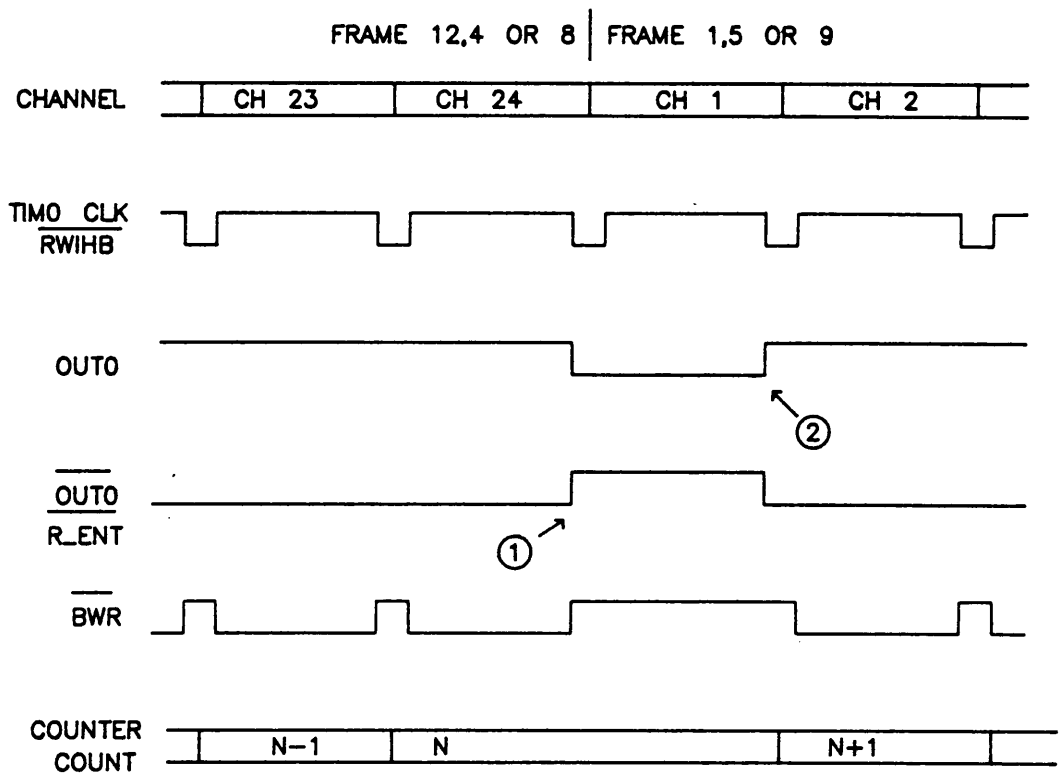 FRAME 12,4 OR 8 FRAME 1,5 OR 9
CHANNEL CH 23 CH 24 CH 1 CH 2
TIMO CLK
RWIHB
OUTO
2
OUTO
R_ENT
1
BWR
COUNTER
COUNT
N-1 N N+1